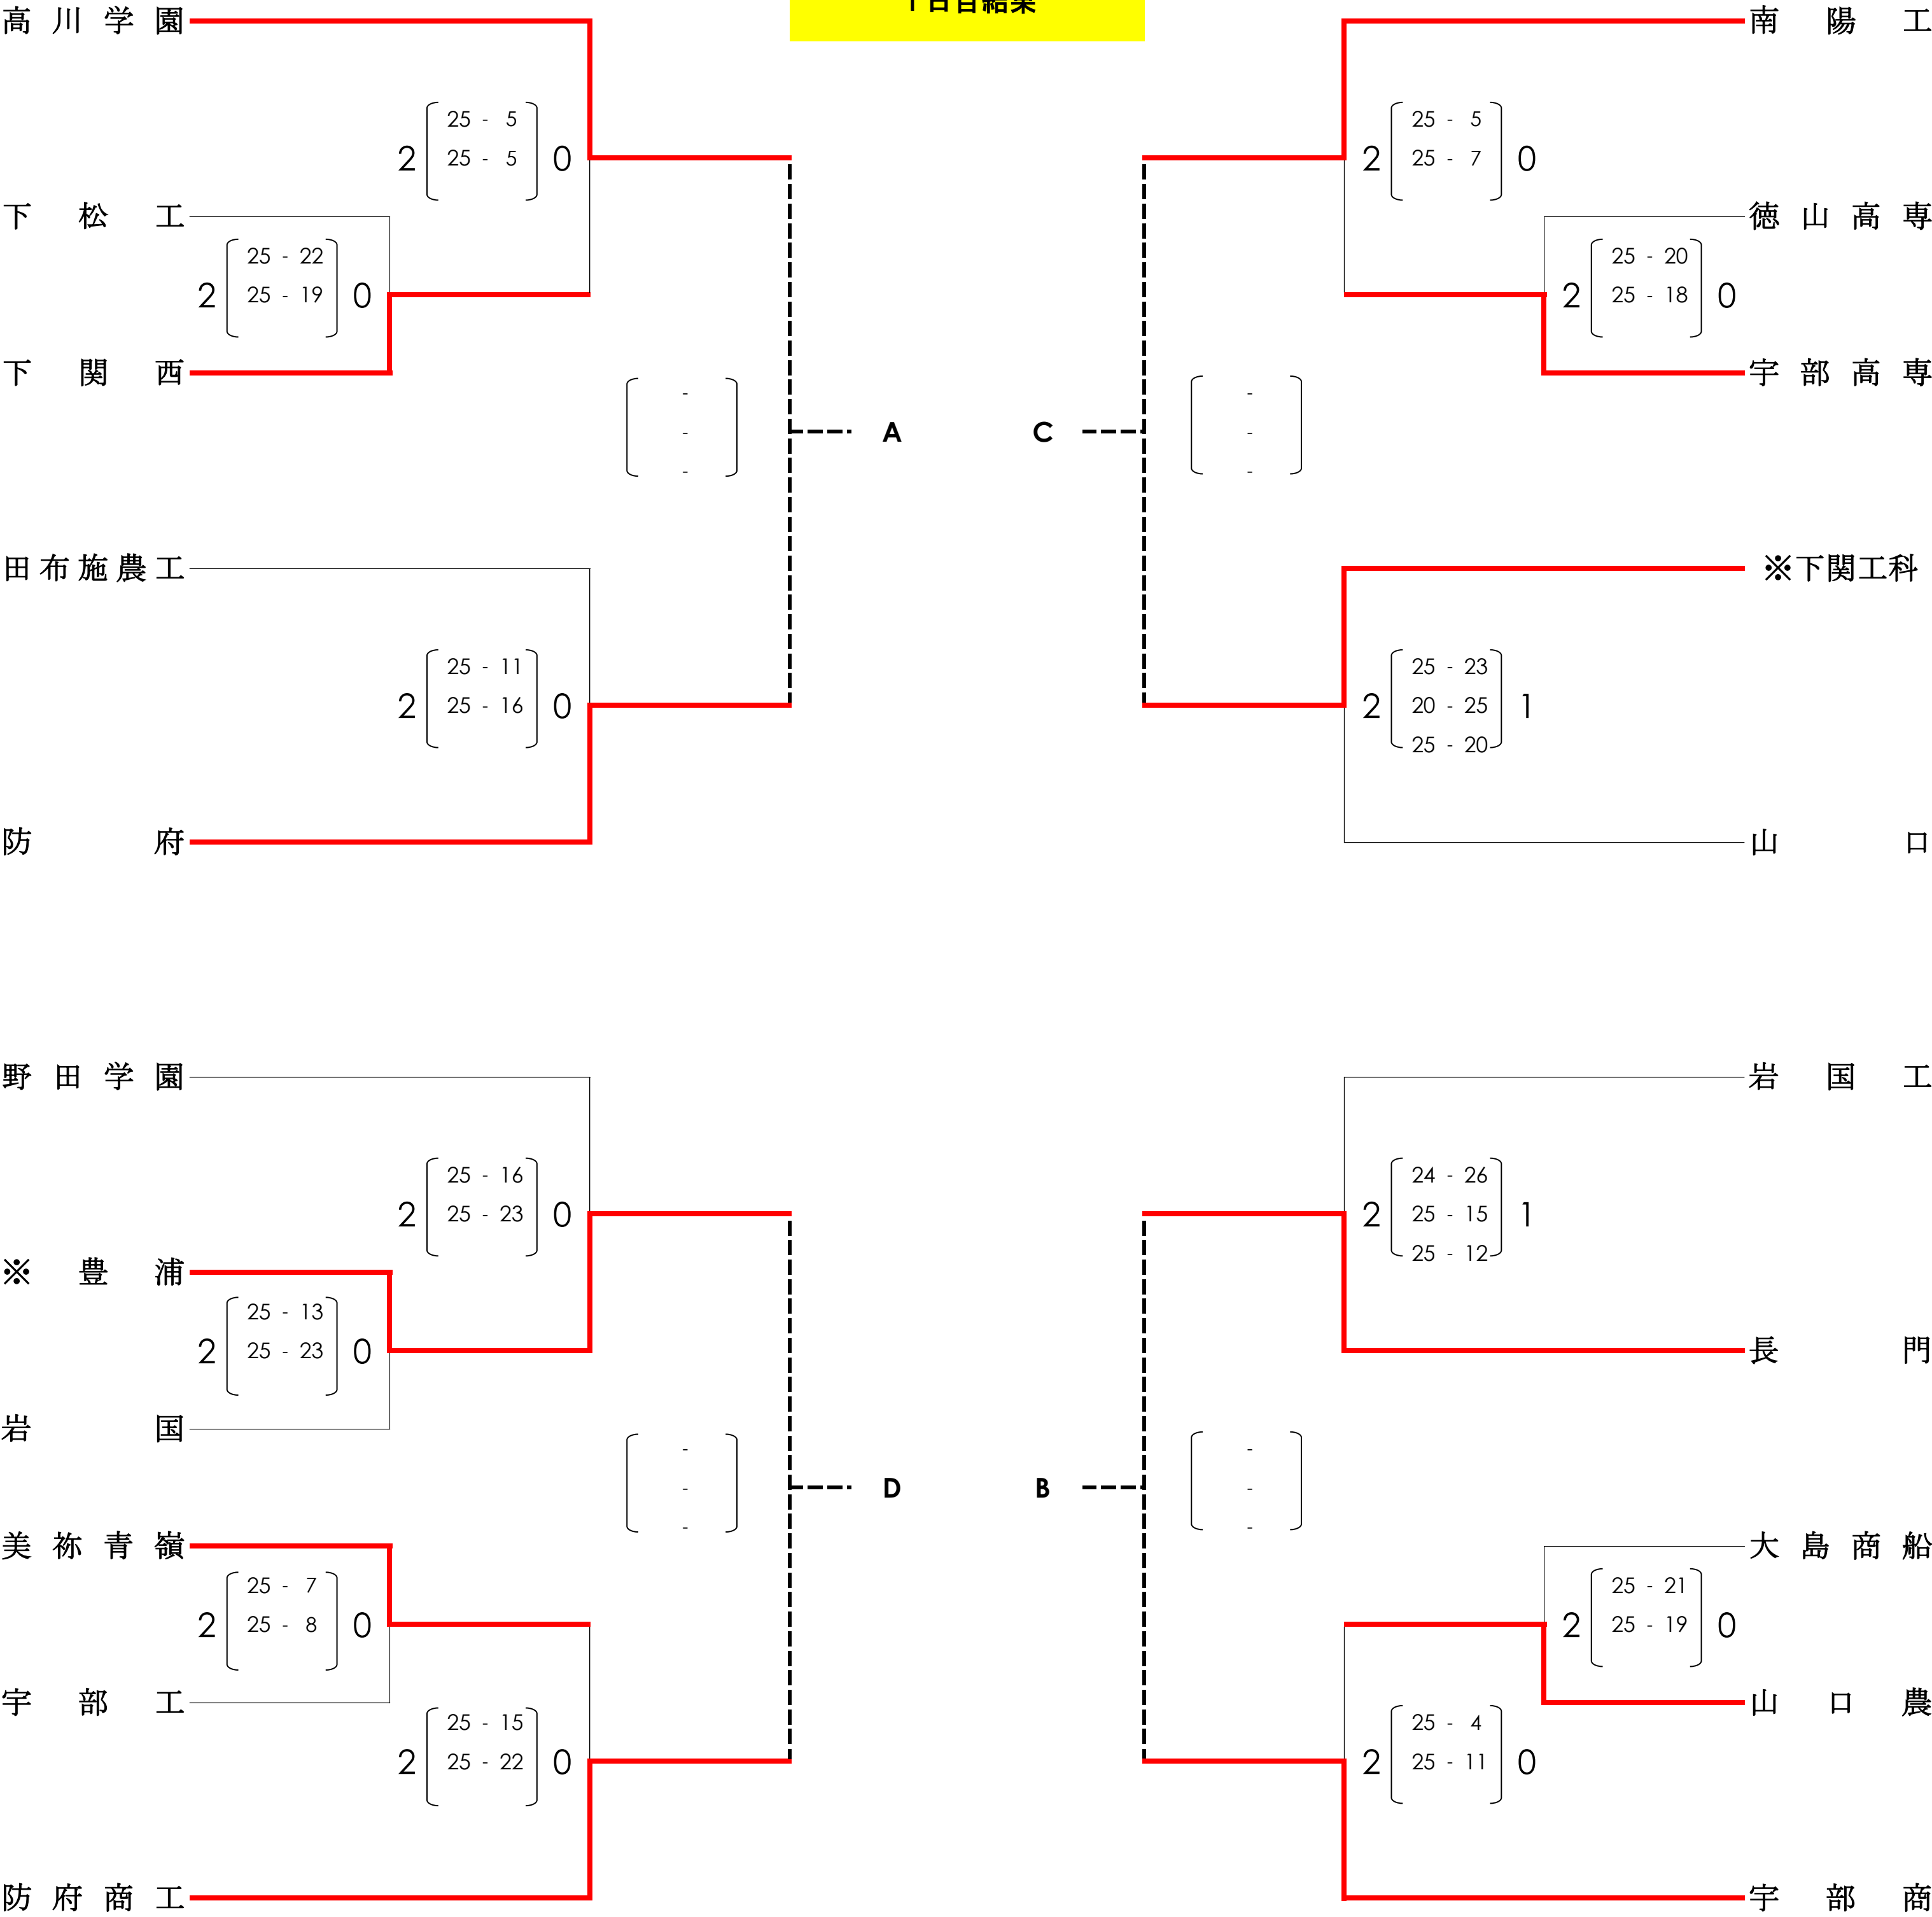 1日目結果
高川学園
2 25 - 5 0
25 - 5
下松工
2 25 - 22 0
25 - 19
下関西
- 
- A
-
田布施農工
2 25 - 11 0
25 - 16
防府
南陽工
2 25 - 5 0
25 - 7
徳山高専
2 25 - 20 0
25 - 18
宇部高専
-
C -
-
※下関工科
25 - 23
2 20 - 25 1
25 - 20
山口
野田学園
2 25 - 16 0
25 - 23
※豊浦
2 25 - 13 0
25 - 23
岩国
-
- D
-
美祢青嶺
2 25 - 7 0
25 - 8
宇部工
2 25 - 15 0
25 - 22
防府商工
岩国工
24 - 26
2 25 - 15 1
25 - 12
長門
-
B -
-
大島商船
2 25 - 21 0
25 - 19
山口農
2 25 - 4 0
25 - 11
宇部商